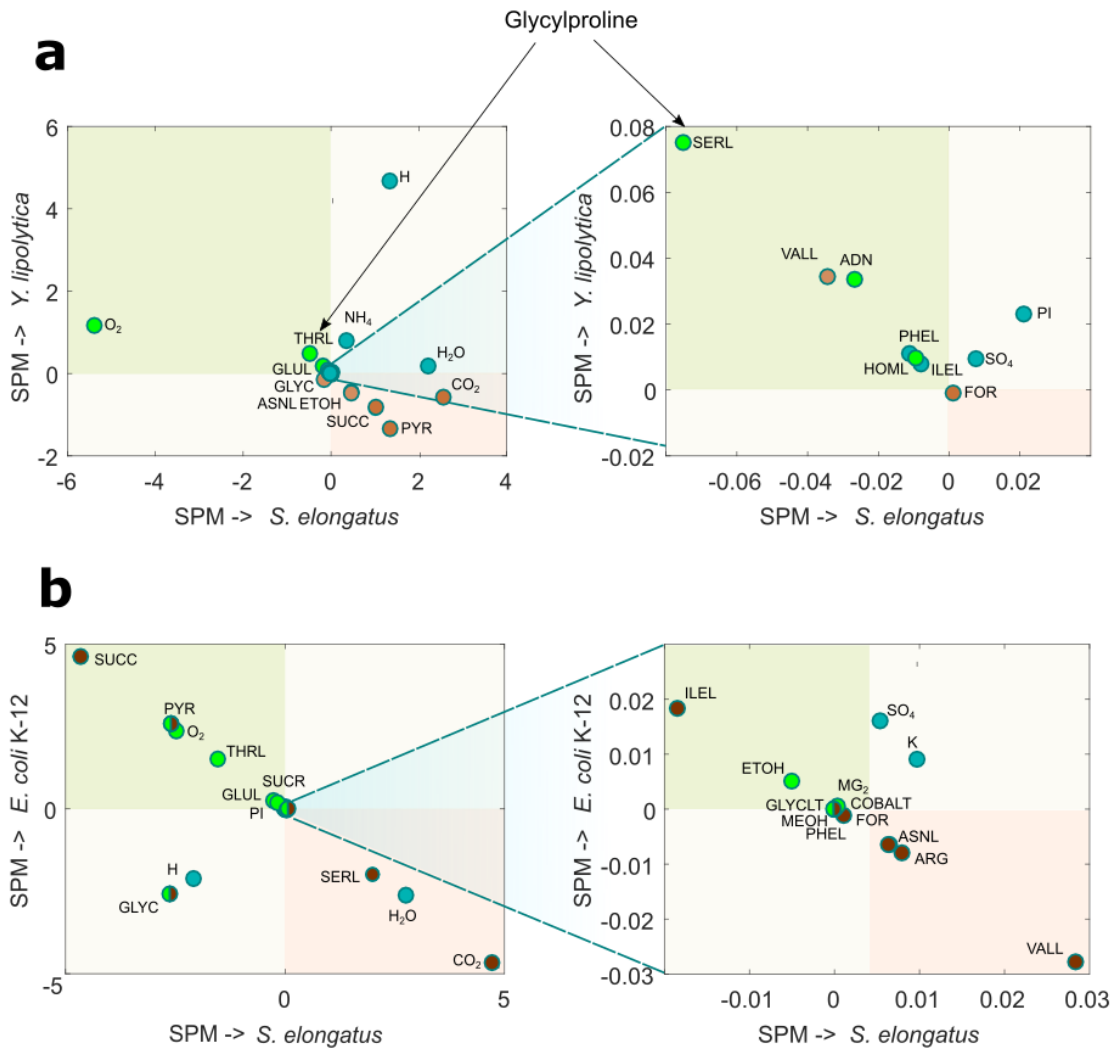 Glycylproline
a
6
4
2
0
-2
-6
-4
-2
0
2
4
SPM -> Y. lipolytica
SPM -> S. elongatus
H
O2
NH4
THRL
GLUL
H2O
GLYC
CO2
ASNL ETOH
SUCC
PYR
0.08
0.06
0.04
0.02
0
-0.02
-0.06
-0.04
-0.02
0
0.02
SPM -> Y. lipolytica
SPM -> S. elongatus
SERL
VALL
ADN
PI
PHEL
SO4
HOML
ILEL
FOR
b
5
0
-5
0
5
SPM -> E. coli K-12
SPM -> S. elongatus
SUCC
PYR
O2
THRL
SUCR
GLUL
PI
H
GLYC
SERL
H2O
CO2
0.02
0.01
0
-0.01
-0.02
-0.03
-0.01
0
0.01
0.02
0.03
SPM -> E. coli K-12
SPM -> S. elongatus
ILEL
SO4
K
ETOH
MG2
GLYCLT
COBALT
MEOH
FOR
PHEL
ASNL
ARG
VALL